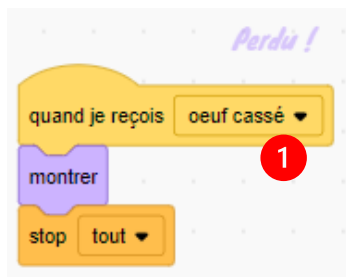 Perdu !
quand je reçois oeuf cassé
1
montrer
stop tout